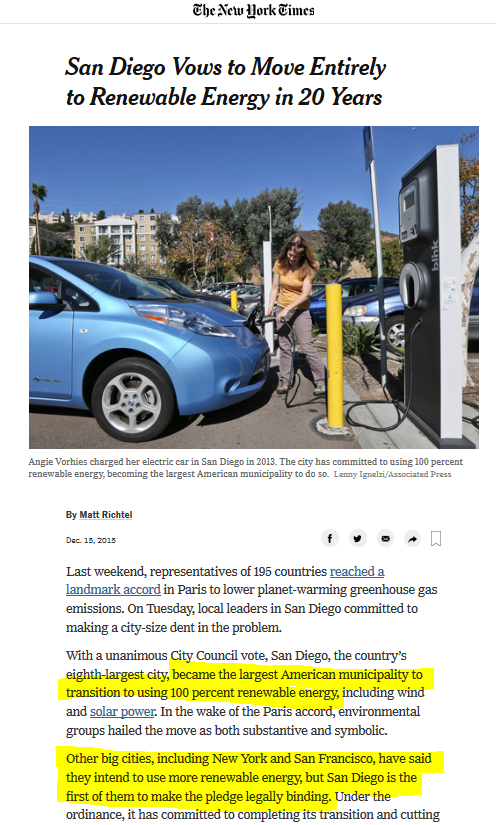 The New York Times
San Diego Vows to Move Entirely
to Renewable Energy in 20 Years
blink
Angie Vorhies charged her electric car in San Diego in 2013. The city has committed to using 100 percent
renewable energy, becoming the largest American municipality to do so. Lenny Ignelzi/Associated Press
By Matt Richtel
Dec. 15, 2015
Last weekend, representatives of 195 countries reached a
landmark accord in Paris to lower planet-warming greenhouse gas
emissions. On Tuesday, local leaders in San Diego committed to
making a city-size dent in the problem.
With a unanimous City Council vote, San Diego, the country's
eighth-largest city, became the largest American municipality to
transition to using 100 percent renewable energy, including wind
and solar power. In the wake of the Paris accord, environmental
groups hailed the move as both substantive and symbolic.
Other big cities, including New York and San Francisco, have said
they intend to use more renewable energy, but San Diego is the
first of them to make the pledge legally binding. Under the
ordinance, it has committed to completing its transition and cutting